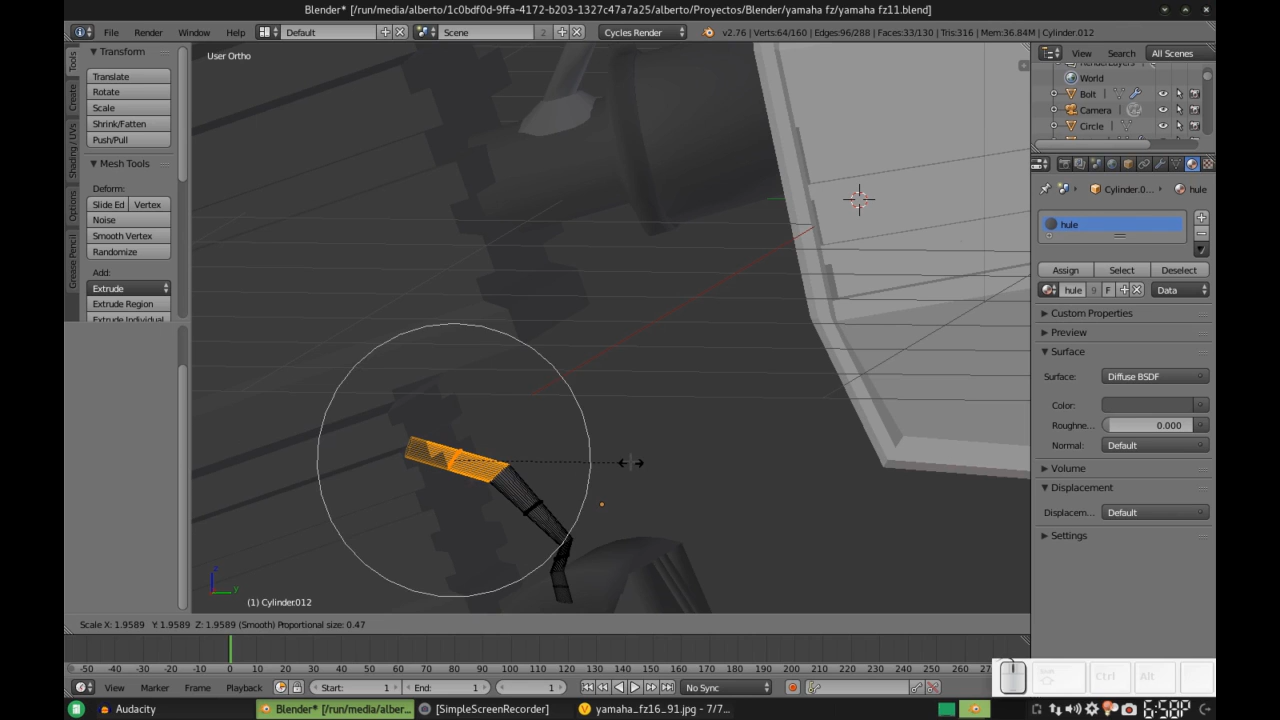 Blender* [/run/media/alberto/1c0bdf0d-9ffa-4172-b203-1327c47a7a25/alberto/Proyectos/Blender/yamaha fz/yamaha fz11.blend]
File Render Window Help Default Scene 2 Cycles Render v2.76 | Verts:64/160 | Edges:96/288 | Faces:33/130 | Tris:316 | Mem:36.84M | Cylinder.012
Transform
Translate
Rotate
Scale
Shrink/Fatten
Push/Pull
Mesh Tools
Deform:
Slide Ed Vertex
Noise
Smooth Vertex
Randomize
Add:
Extrude
Extrude Region
Extrude Individual
Tools
Create
Shading / UVs
Options
Grease Pencil
User Ortho
z
y
(1) Cylinder.012
View Search All Scenes
World
Bolt
Camera
Circle
Cylinder.0... hule
hule
Assign Select Deselect
hule 9 F Data
Custom Properties
Preview
Surface
Surface: Diffuse BSDF
Color:
Roughne... 0.000
Normal: Default
Volume
Displacement
Displacem... Default
Settings
Scale X: 1.9589 Y: 1.9589 Z: 1.9589 (Smooth) Proportional size: 0.47
-50 -40 -30 -20 -10 0 10 20 30 40 50 60 70 80 90 100 110 120 130 140 150 160 170 180 190 200 210 220 230 240 250 260
View Marker Frame Playback Start: 1 End: 1 1 No Sync
Ctrl Alt
Audacity Blender* [/run/media/alber... [SimpleScreenRecorder] yamaha_fz16_91.jpg - 7/7... 6:58P